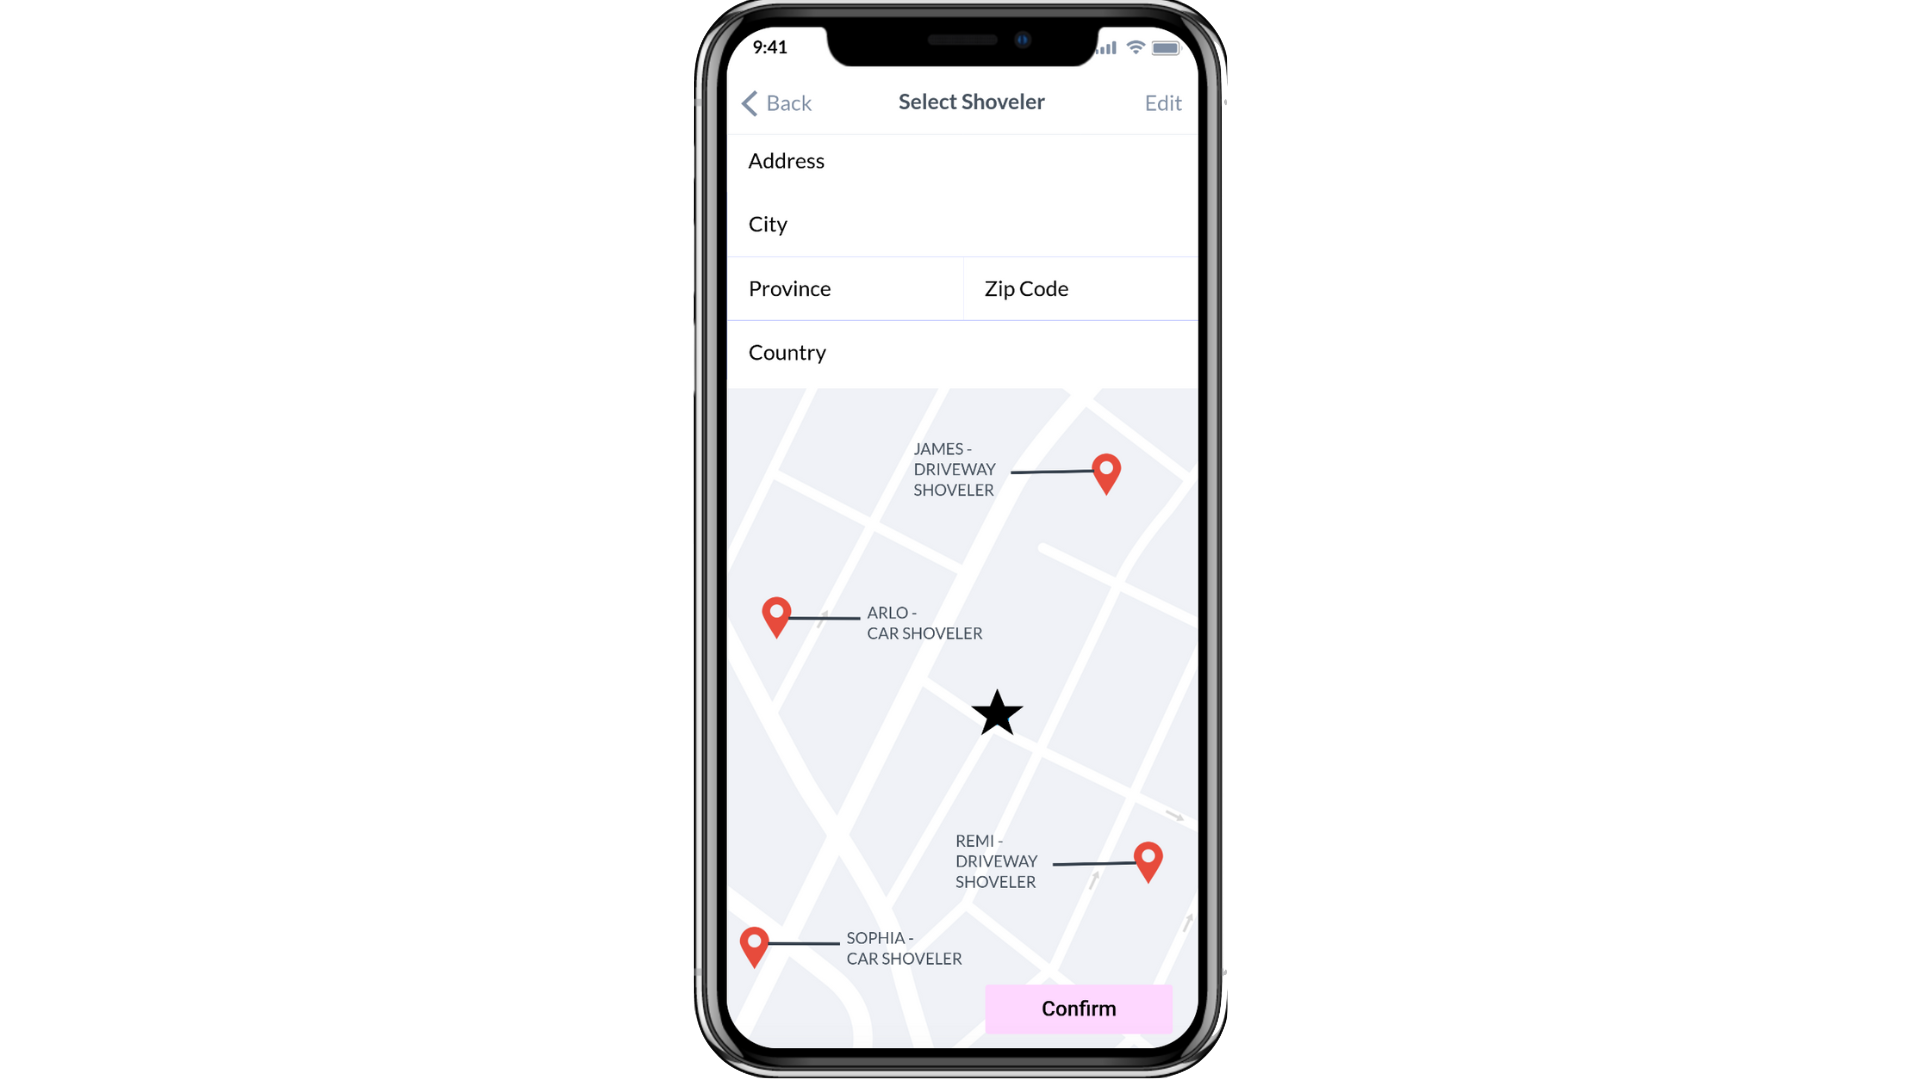 9:41
Back
Select Shoveler
Edit
Address
City
Province
Zip Code
Country
JAMES -
DRIVEWAY
SHOVELER
ARLO -
CAR SHOVELER
REMI -
DRIVEWAY
SHOVELER
SOPHIA -
CAR SHOVELER
Confirm